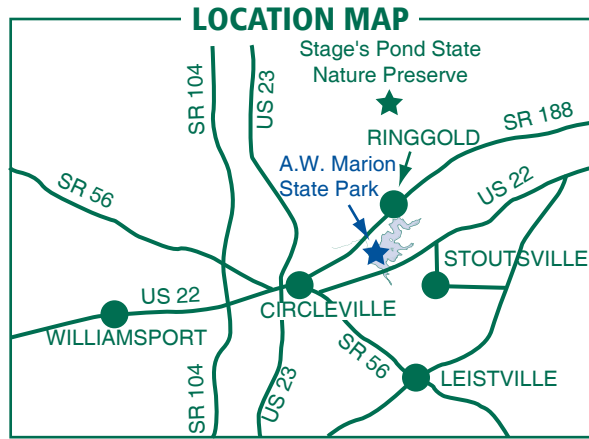 LOCATION MAP
Stage's Pond State
Nature Preserve
SR 104
US 23
SR 188
RINGGOLD
A.W. Marion
State Park
SR 56
US 22
STOUTSVILLE
US 22
CIRCLEVILLE
WILLIAMSPORT
SR 56
SR 104
US 23
LEISTVILLE